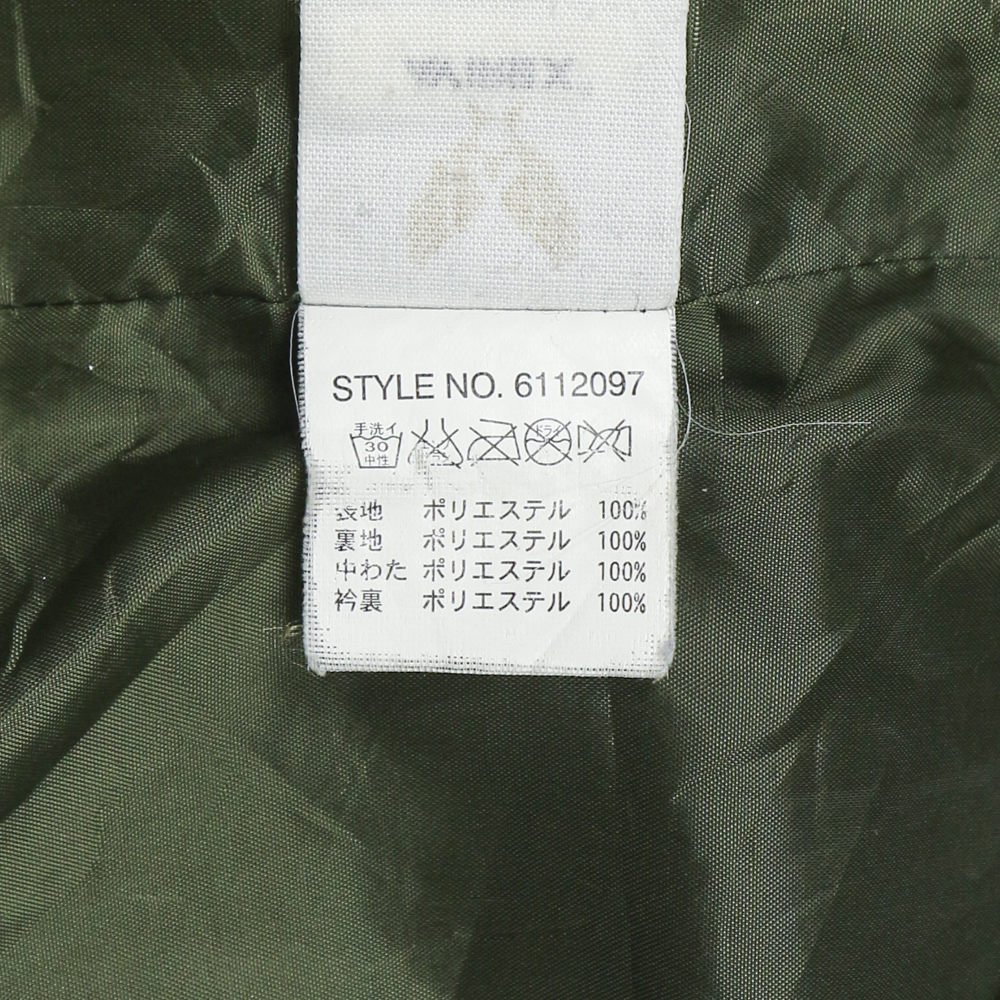 STYLE NO. 6112097
手洗イ
30
中性
ドライ
表地 ポリエステル 100%
裏地 ポリエステル 100%
中わた ポリエステル 100%
衿裏 ポリエステル 100%